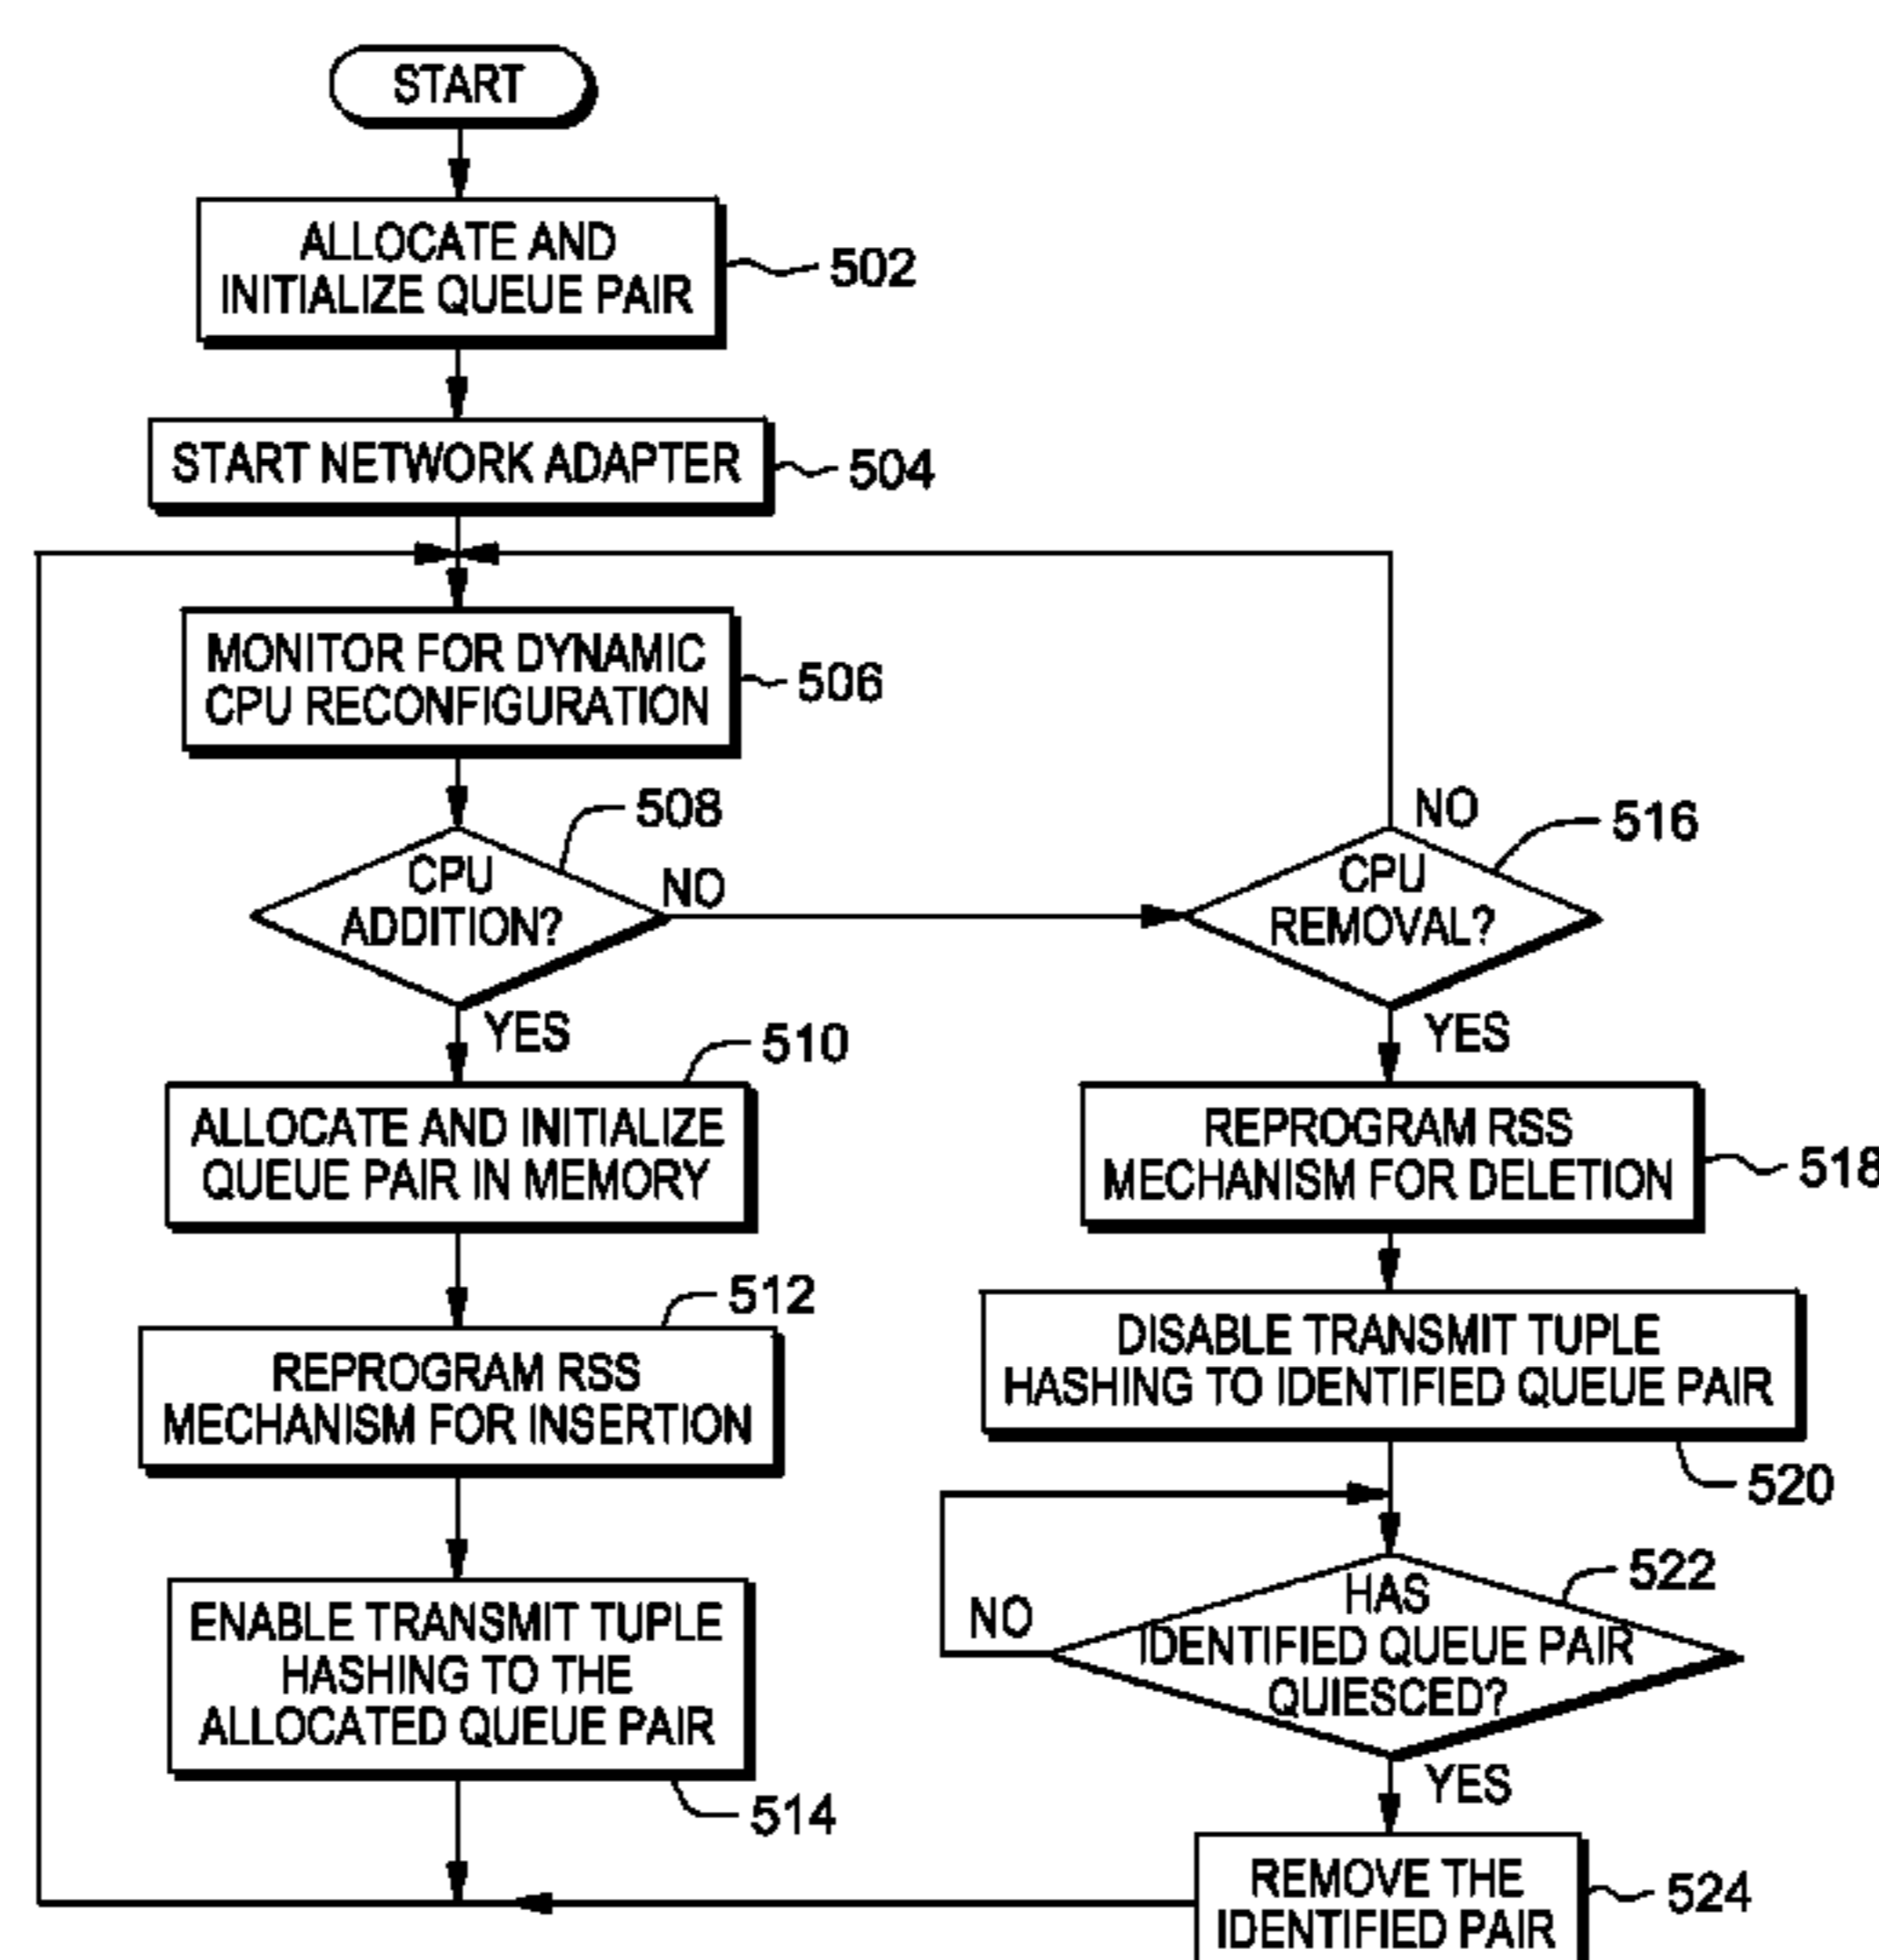 START
ALLOCATE AND
INITIALIZE QUEUE PAIR
502
START NETWORK ADAPTER
504
MONITOR FOR DYNAMIC
CPU RECONFIGURATION
506
CPU
ADDITION?
508
NO
YES
ALLOCATE AND INITIALIZE
QUEUE PAIR IN MEMORY
510
REPROGRAM RSS
MECHANISM FOR INSERTION
512
ENABLE TRANSMIT TUPLE
HASHING TO THE
ALLOCATED QUEUE PAIR
514
CPU
REMOVAL?
516
NO
YES
REPROGRAM RSS
MECHANISM FOR DELETION
518
DISABLE TRANSMIT TUPLE
HASHING TO IDENTIFIED QUEUE PAIR
520
HAS
IDENTIFIED QUEUE PAIR
QUIESCED?
522
NO
YES
REMOVE THE
IDENTIFIED PAIR
524